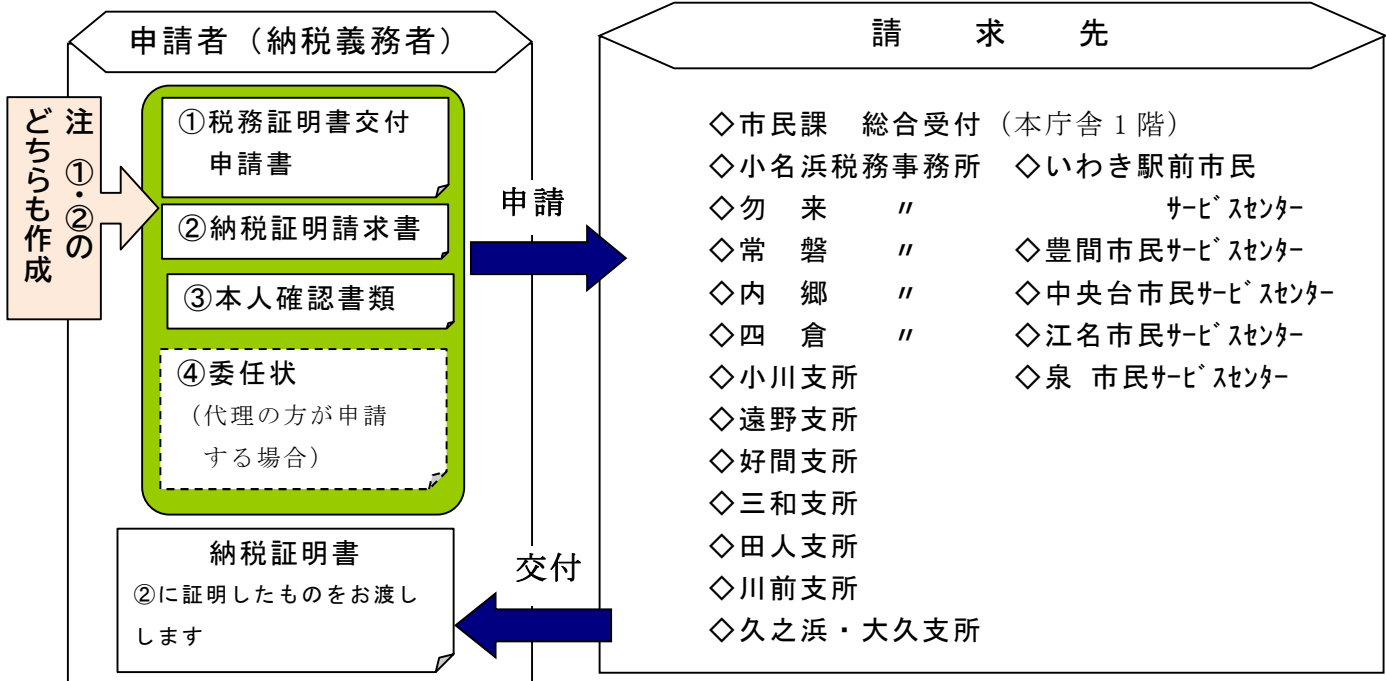 申請者（納税義務者）
注 ①・②の
どちらも作成
①税務証明書交付
申請書
②納税証明請求書
③本人確認書類
④委任状
（代理の方が申請
する場合）
申請
請　求　先
◇市民課　総合受付（本庁舎１階）
◇小名浜税務事務所
◇勿　来　〃
◇常　磐　〃
◇内　郷　〃
◇四　倉　〃
◇小川支所
◇遠野支所
◇好間支所
◇三和支所
◇田人支所
◇川前支所
◇久之浜・大久支所
◇いわき駅前市民
ｻｰﾋﾞｽｾﾝﾀｰ
◇豊間市民ｻｰﾋﾞｽｾﾝﾀｰ
◇中央台市民ｻｰﾋﾞｽｾﾝﾀｰ
◇江名市民ｻｰﾋﾞｽｾﾝﾀｰ
◇泉 市民ｻｰﾋﾞｽｾﾝﾀｰ
交付
納税証明書
②に証明したものをお渡し
します